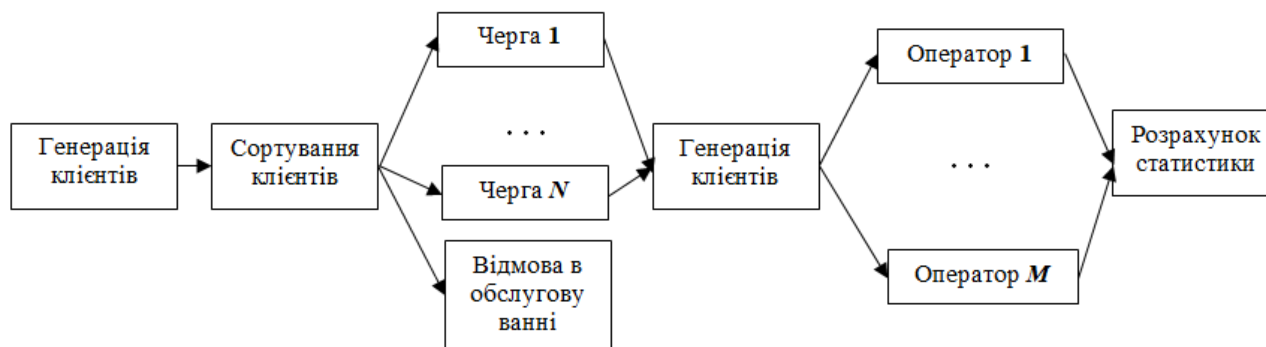 Генерація
клієнтів
Сортування
клієнтів
Черга 1
. . .
Черга N
Відмова в
обслугову
ванні
Генерація
клієнтів
Оператор 1
. . .
Оператор M
Розрахунок
статистики